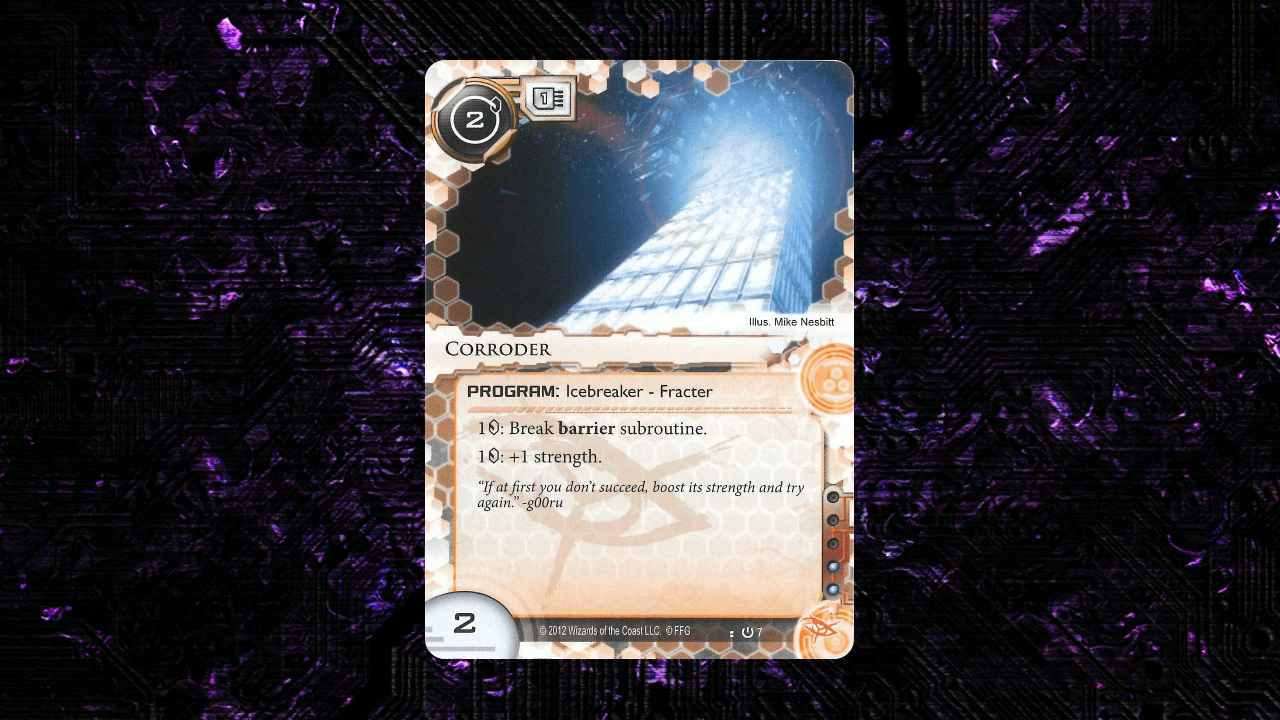 2
1
Illus. Mike Nesbitt
CORRODER
PROGRAM: Icebreaker - Fracter
1: Break barrier subroutine.
1: +1 strength.
“If at first you don’t succeed, boost its strength and try
again.” -g00ru
2
© 2012 Wizards of the Coast LLC. © FFG
7